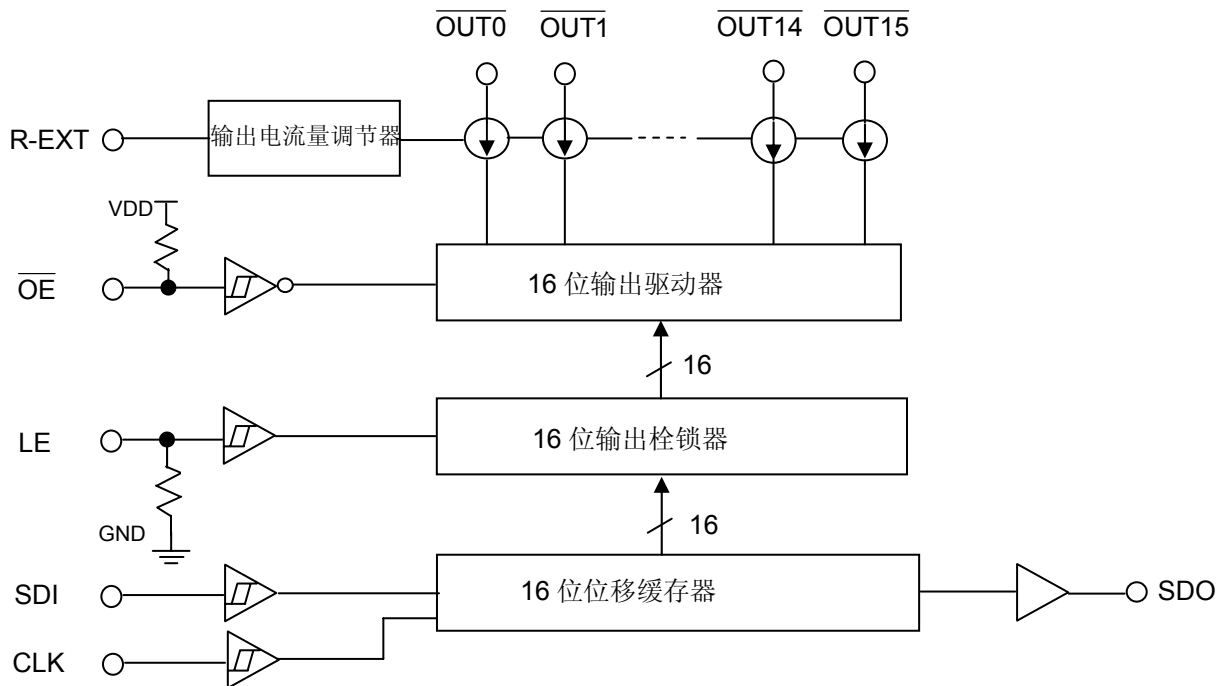 OUT0 OUT1 OUT14 OUT15
R-EXT 输出电流量调节器
VDD
OE 16 位输出驱动器
16
LE 16 位输出栓锁器
GND
16
SDI 16 位位移缓存器 SDO
CLK